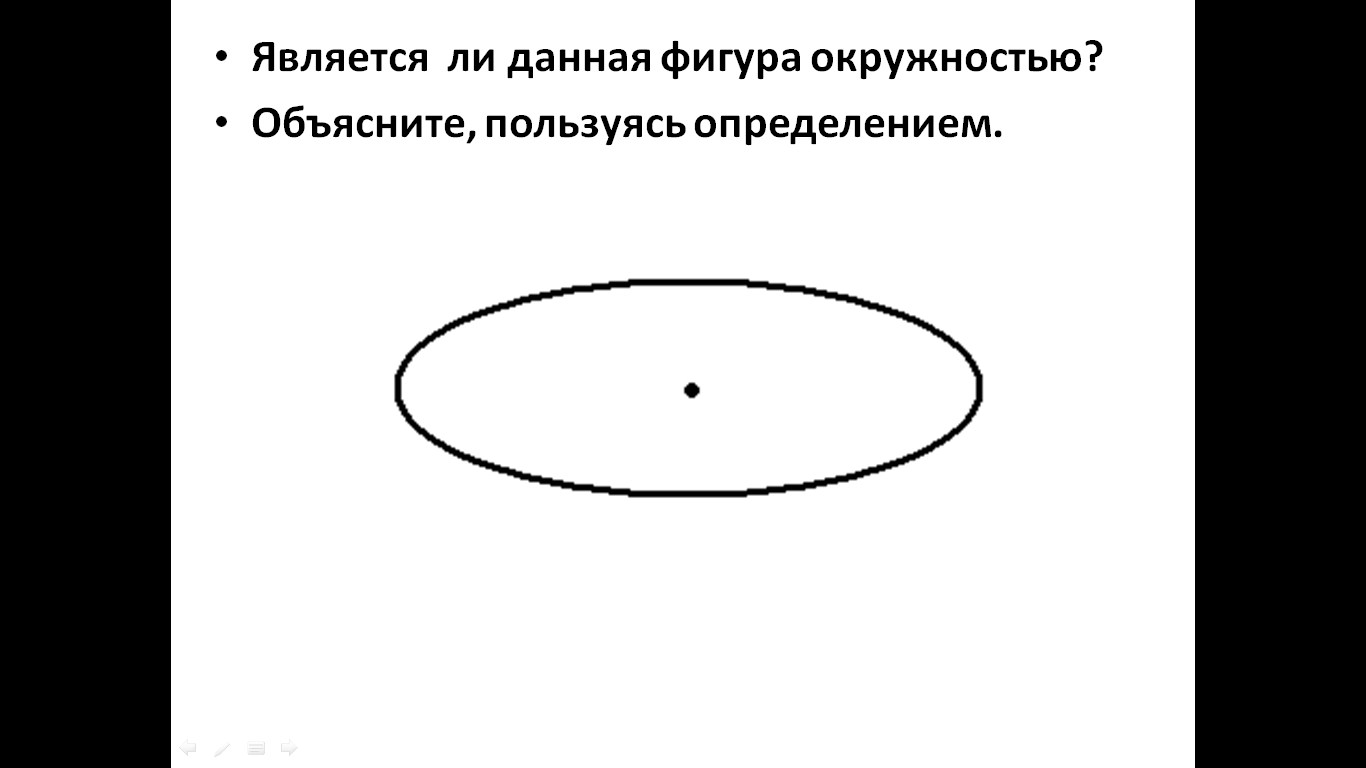 • Является ли данная фигура окружностью?
• Объясните, пользуясь определением.